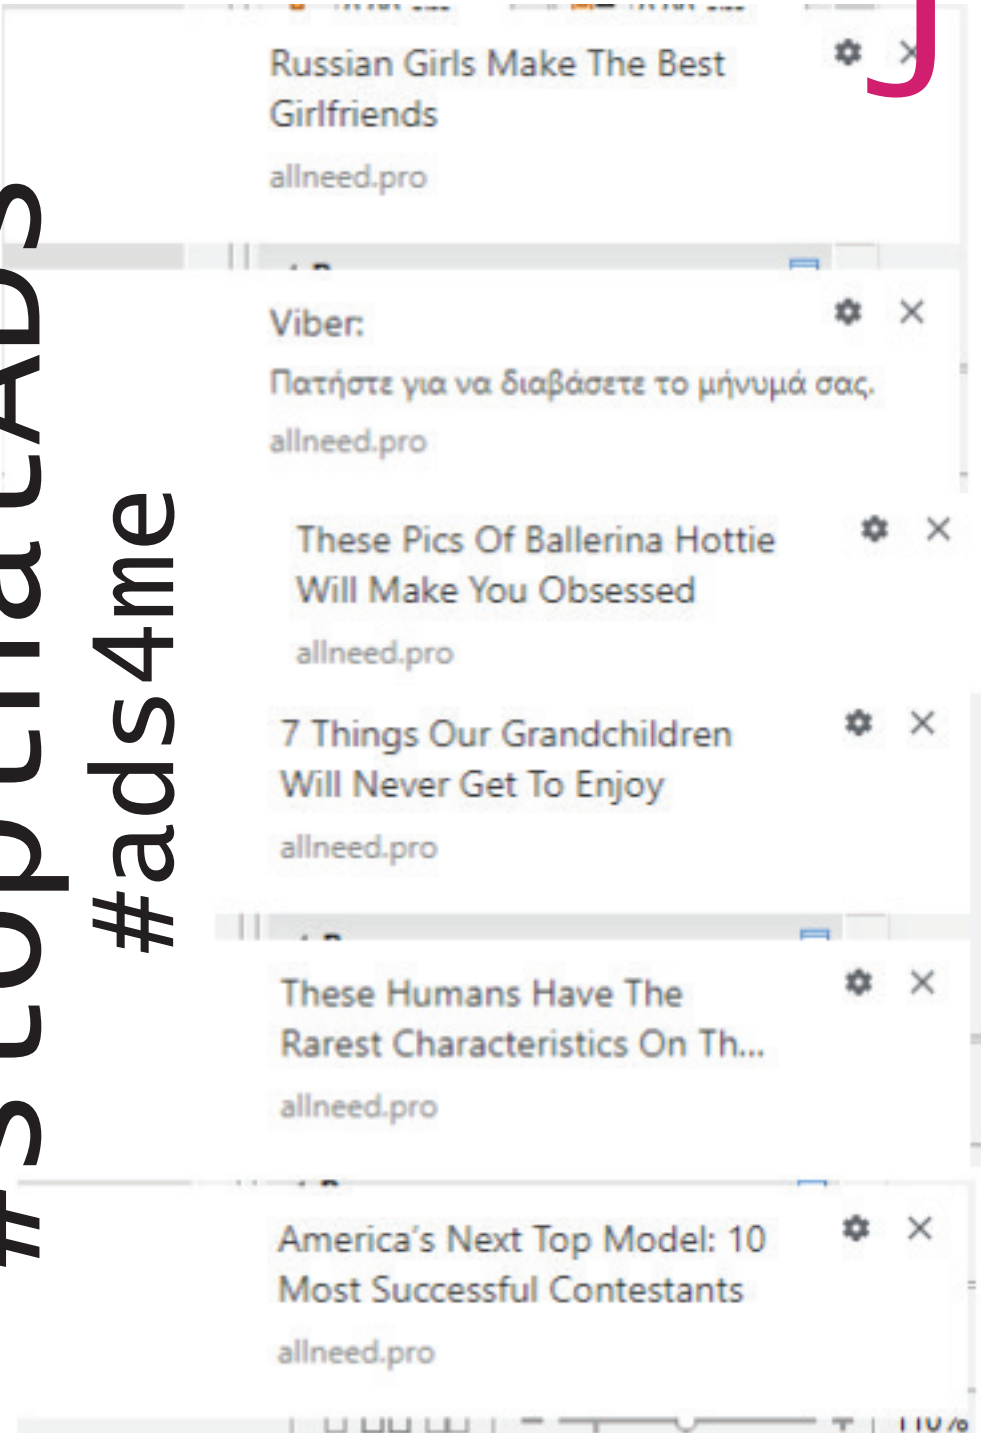 Russian Girls Make The Best
Girlfriends
allneed.pro
Viber:
Πατήστε για να διαβάσετε το μήνυμά σας.
allneed.pro
These Pics Of Ballerina Hottie
Will Make You Obsessed
allneed.pro
7 Things Our Grandchildren
Will Never Get To Enjoy
allneed.pro
These Humans Have The
Rarest Characteristics On Th...
allneed.pro
America's Next Top Model: 10
Most Successful Contestants
allneed.pro
110%
#stopthatADS
#ads4me
J